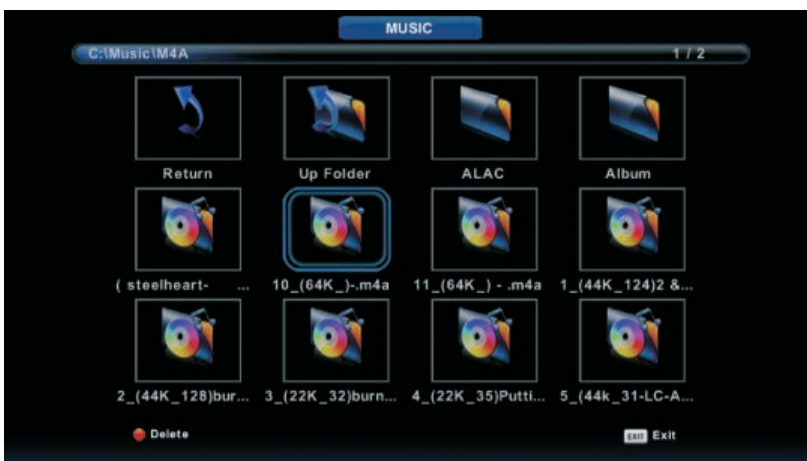 MUSIC
C:\Music\M4A 1 / 2
Return Up Folder ALAC Album
( steelheart- ... 10_(64K_)-.m4a 11_(64K_) - .m4a 1_(44K_124)2 &...
2_(44K_128)bur... 3_(22K_32)burn... 4_(22K_35)Putti... 5_(44k_31-LC-A...
Delete EXIT Exit